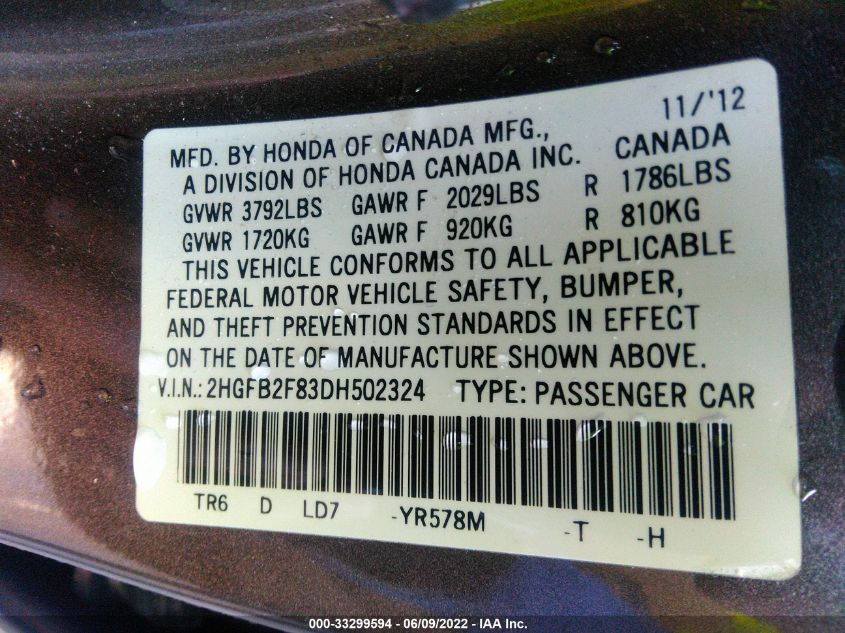 11/'12
MFD. BY HONDA OF CANADA MFG., CANADA
A DIVISION OF HONDA CANADA INC.
GVWR 3792LBS GAWR F 2029LBS R 1786LBS
GVWR 1720KG GAWR F 920KG R 810KG
THIS VEHICLE CONFORMS TO ALL APPLICABLE
FEDERAL MOTOR VEHICLE SAFETY, BUMPER,
AND THEFT PREVENTION STANDARDS IN EFFECT
ON THE DATE OF MANUFACTURE SHOWN ABOVE.
V.I.N.: 2HGFB2F83DH502324 TYPE: PASSENGER CAR
TR6 D LD7 -YR578M -T -H
000-33299594 - 06/09/2022 - IAA Inc.